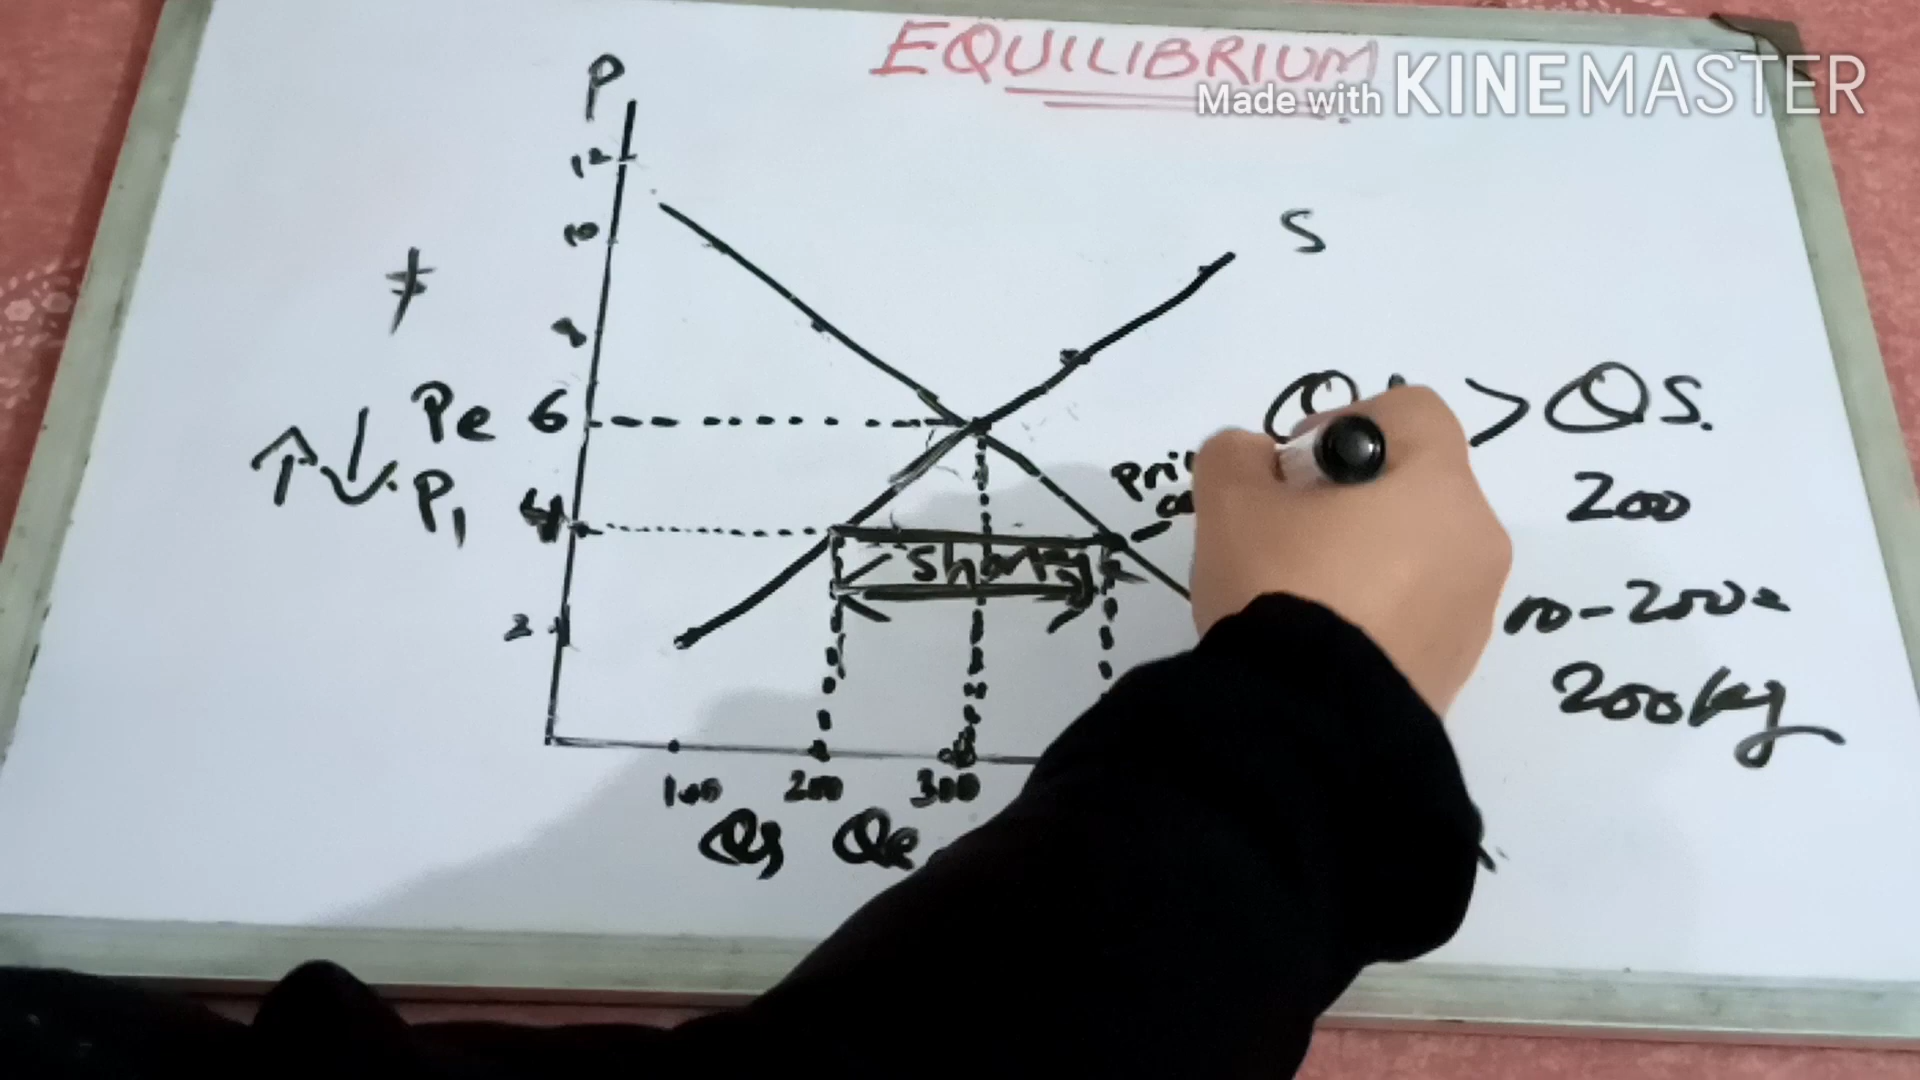 EQUILIBRIUM
Made with KINEMASTER
P
12
10
8
S
Pe 6
P1 4
2
> QS.
200
200kg
100 200 300
Qs Qe